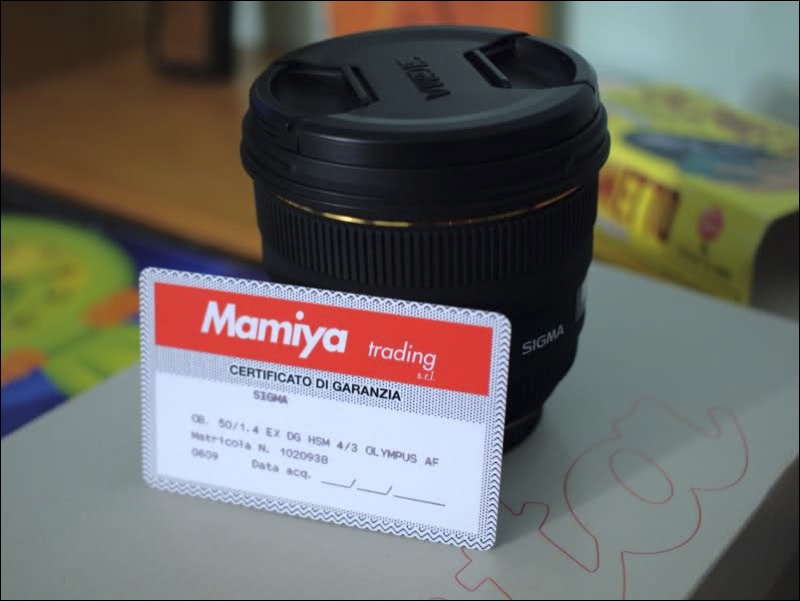 SIGMA
SIGMA
Mamiya trading
s.r.l.
CERTIFICATO DI GARANZIA
SIGMA
OB. 50/1.4 EX DG HSM 4/3 OLYMPUS AF
Matricola N. 1020938
0609 Data acq. __/__/____